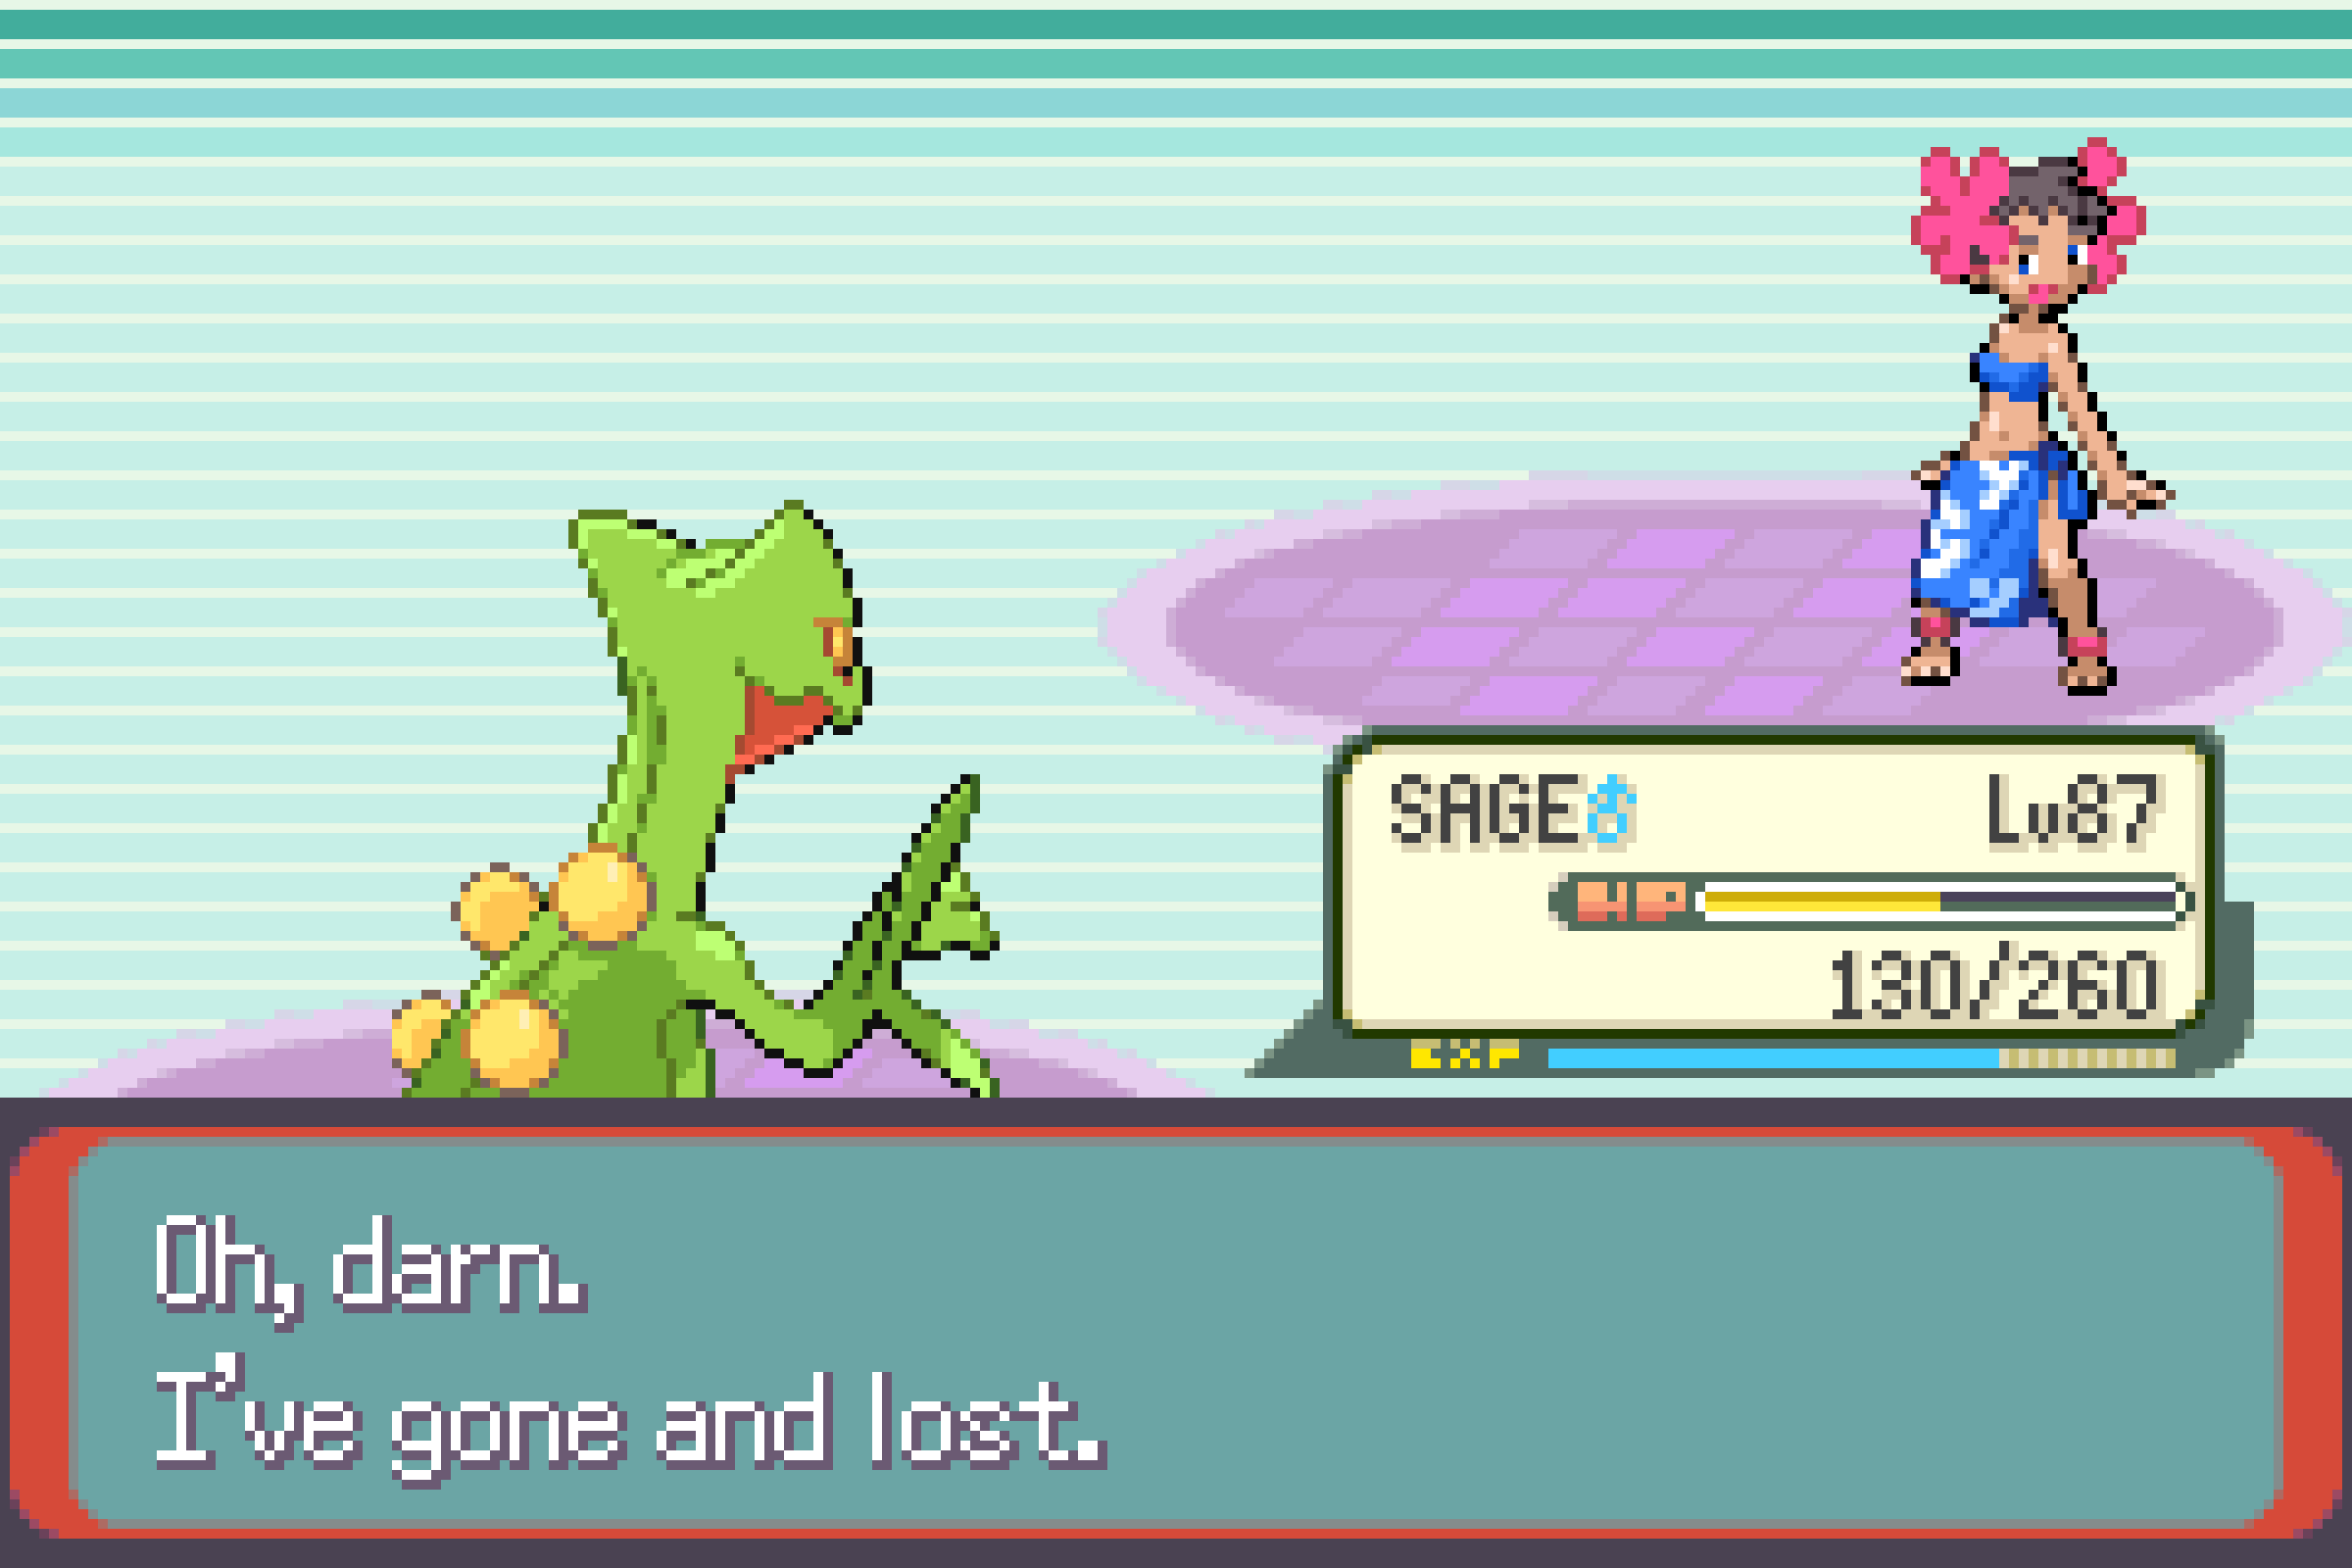 SAGE♂ Lv87
HP
130/260
EXP
Oh, darn.
I've gone and lost.